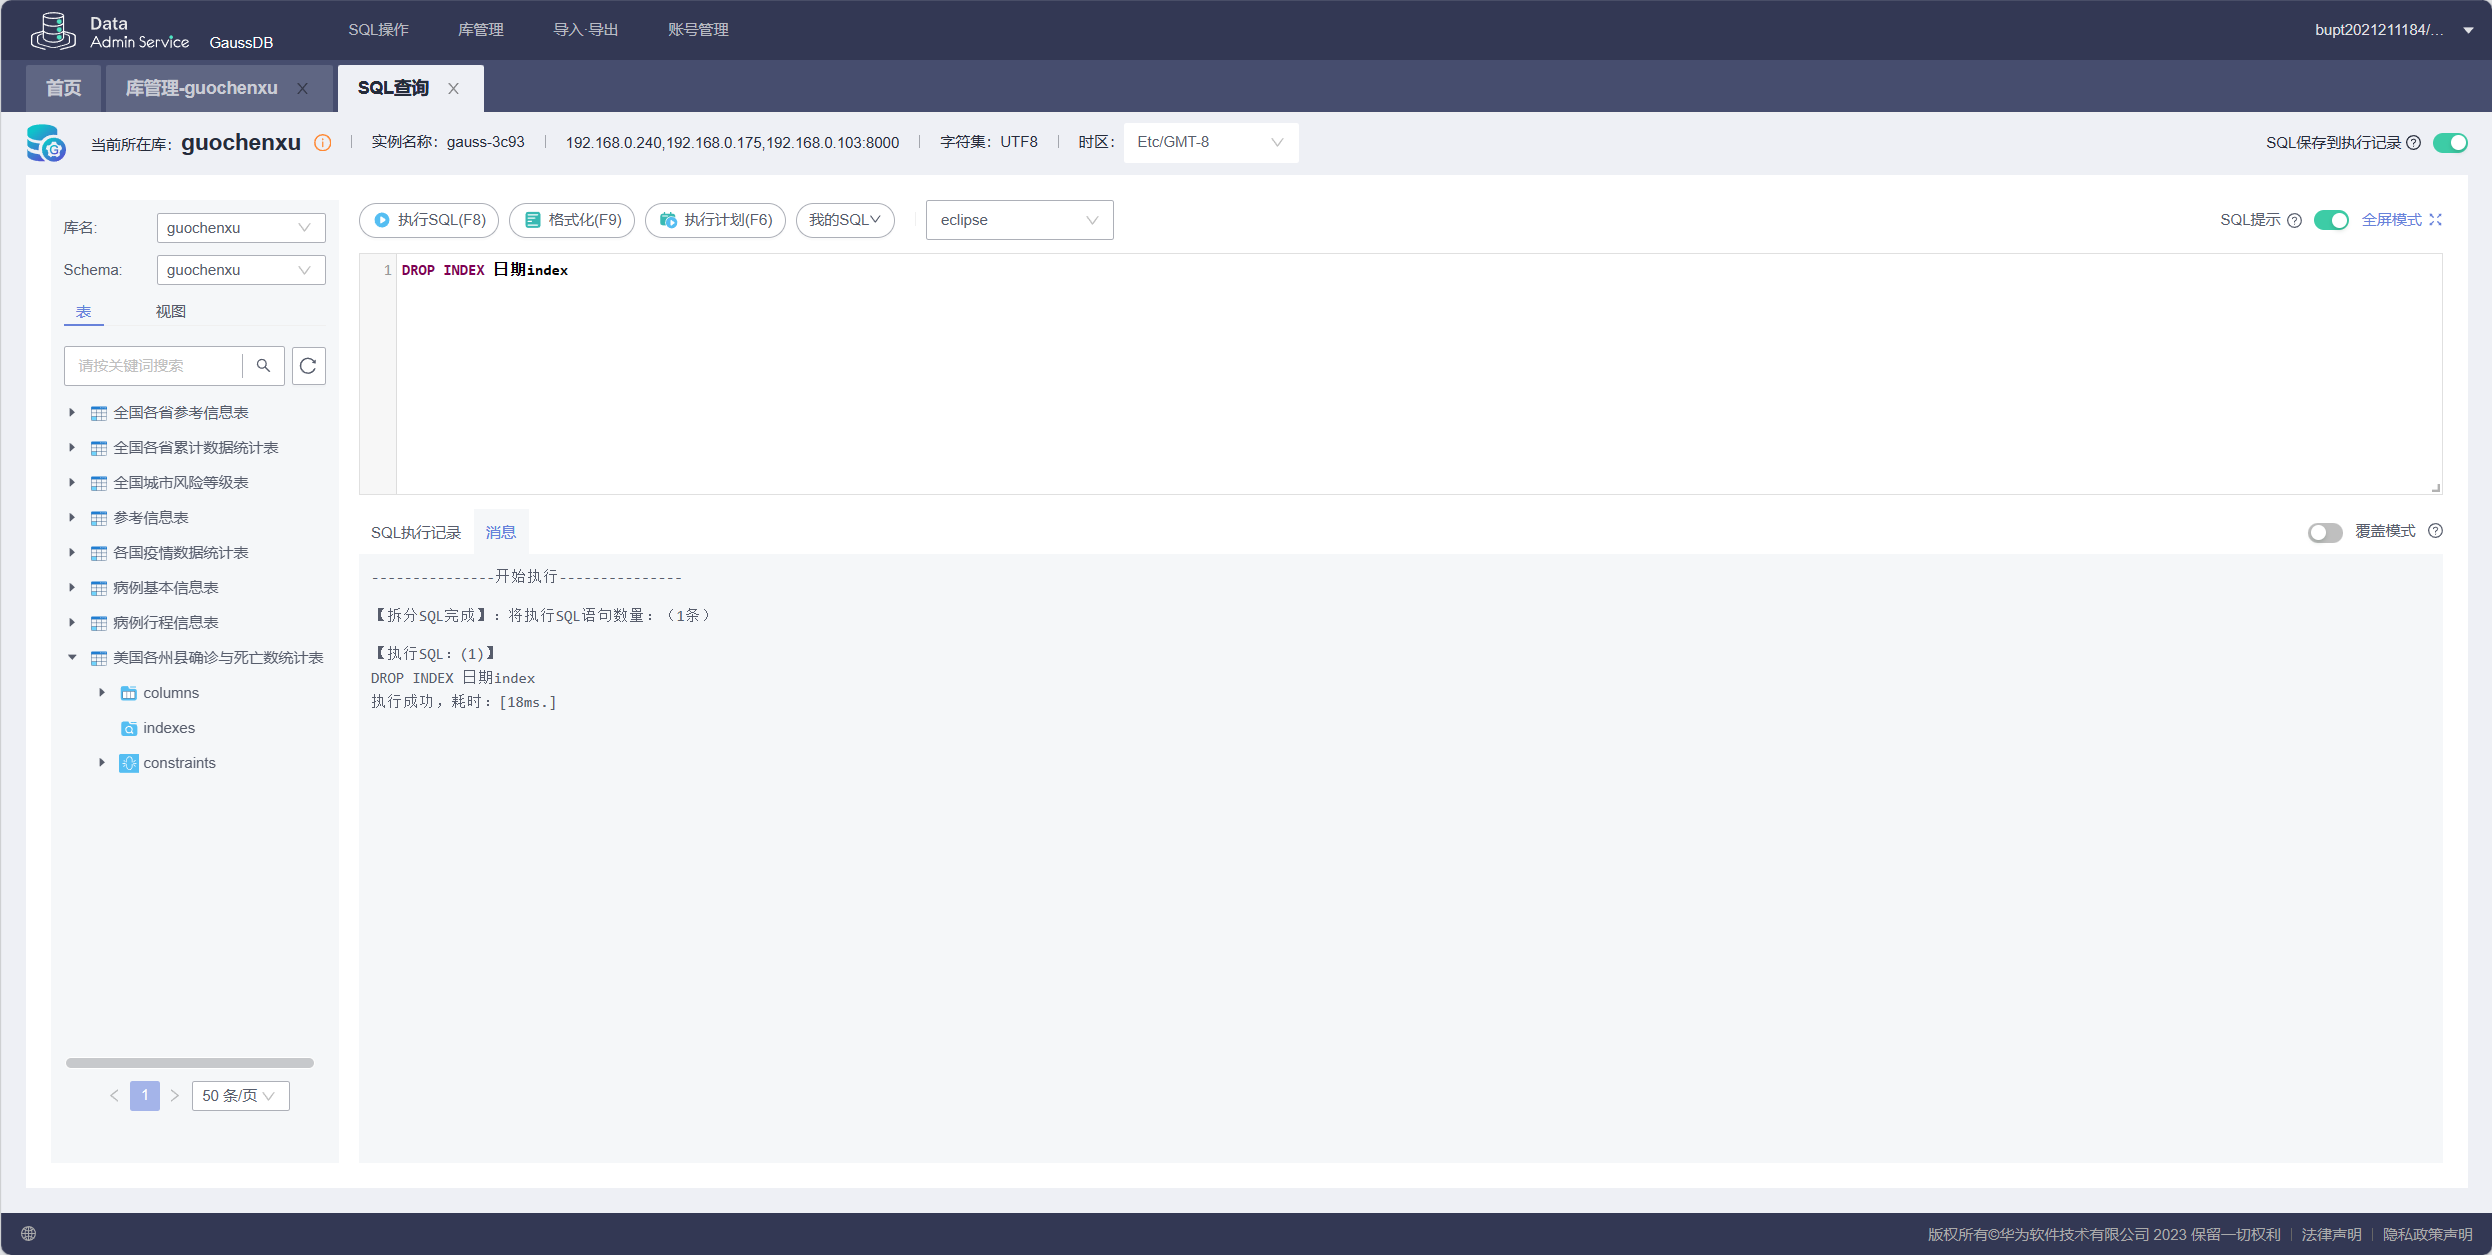 Data
Admin Service GaussDB
SQL操作 库管理 导入·导出 账号管理
bupt2021211184/...
首页 库管理-guochenxu SQL查询
当前所在库: guochenxu 实例名称: gauss-3c93 192.168.0.240,192.168.0.175,192.168.0.103:8000 字符集: UTF8 时区: Etc/GMT-8 SQL保存到执行记录
库名: guochenxu
Schema: guochenxu
表 视图
请按关键词搜索
全国各省参考信息表
全国各省累计数据统计表
全国城市风险等级表
参考信息表
各国疫情数据统计表
病例基本信息表
病例行程信息表
美国各州县确诊与死亡数统计表
columns
indexes
constraints
1 50 条/页
执行SQL(F8) 格式化(F9) 执行计划(F6) 我的SQL eclipse SQL提示 全屏模式
1 DROP INDEX 日期index
SQL执行记录 消息 覆盖模式
---------------开始执行---------------
【拆分SQL完成】：将执行SQL语句数量：（1条）
【执行SQL：(1)】
DROP INDEX 日期index
执行成功，耗时：[18ms.]
版权所有©华为软件技术有限公司 2023 保留一切权利 法律声明 隐私政策声明